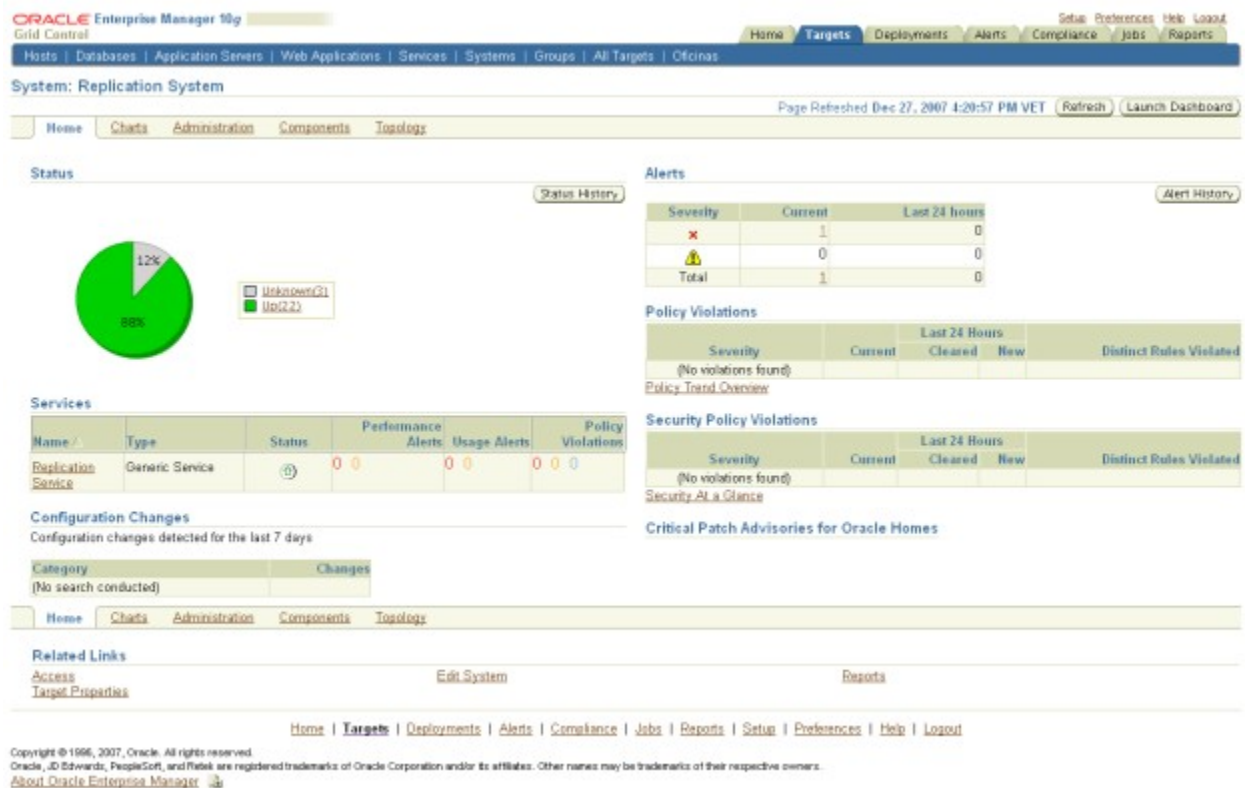 ORACLE Enterprise Manager 10g
Grid Control
Setup Preferences Help Logout
Home Targets Deployments Alerts Compliance Jobs Reports
Hosts | Databases | Application Servers | Web Applications | Services | Systems | Groups | All Targets | Oficinas
System: Replication System
Page Refreshed Dec 27, 2007 4:20:57 PM VET Refresh Launch Dashboard
Home Charts Administration Components Topology
Status
Status History
12%
88%
Unknown(3)
Up(22)
Services
Name Type Status Performance Alerts Usage Alerts Policy Violations
Replication Service Generic Service 0 0 0 0 0 0 0
Configuration Changes
Configuration changes detected for the last 7 days
Category Changes
(No search conducted)
Alerts
Alert History
Severity Current Last 24 hours
1 0
0 0
Total 1 0
Policy Violations
Last 24 Hours
Severity Current Cleared New Distinct Rules Violated
(No violations found)
Policy Trend Overview
Security Policy Violations
Last 24 Hours
Severity Current Cleared New Distinct Rules Violated
(No violations found)
Security At a Glance
Critical Patch Advisories for Oracle Homes
Home Charts Administration Components Topology
Related Links
Access Edit System Reports
Target Properties
Home | Targets | Deployments | Alerts | Compliance | Jobs | Reports | Setup | Preferences | Help | Logout
Copyright © 1996, 2007, Oracle. All rights reserved.
Oracle, JD Edwards, PeopleSoft, and Retek are registered trademarks of Oracle Corporation and/or its affiliates. Other names may be trademarks of their respective owners.
About Oracle Enterprise Manager